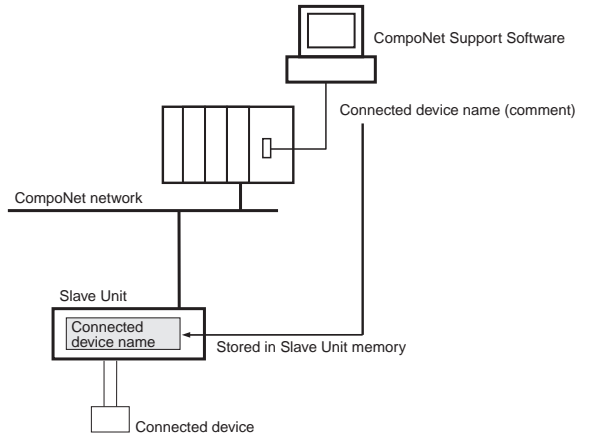 CompoNet Support Software
Connected device name (comment)
CompoNet network
Slave Unit
Connected
device name
Stored in Slave Unit memory
Connected device